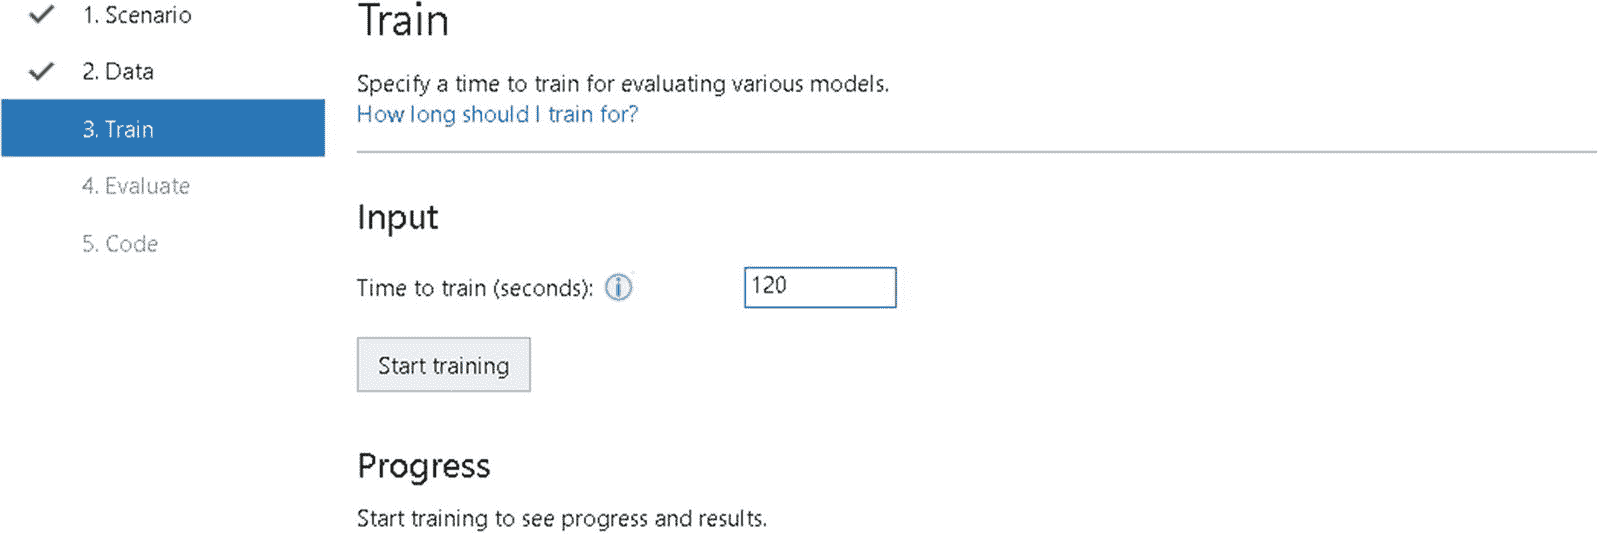 1. Scenario
2. Data
3. Train
4. Evaluate
5. Code
Train
Specify a time to train for evaluating various models.
How long should I train for?
Input
Time to train (seconds):
120
Start training
Progress
Start training to see progress and results.